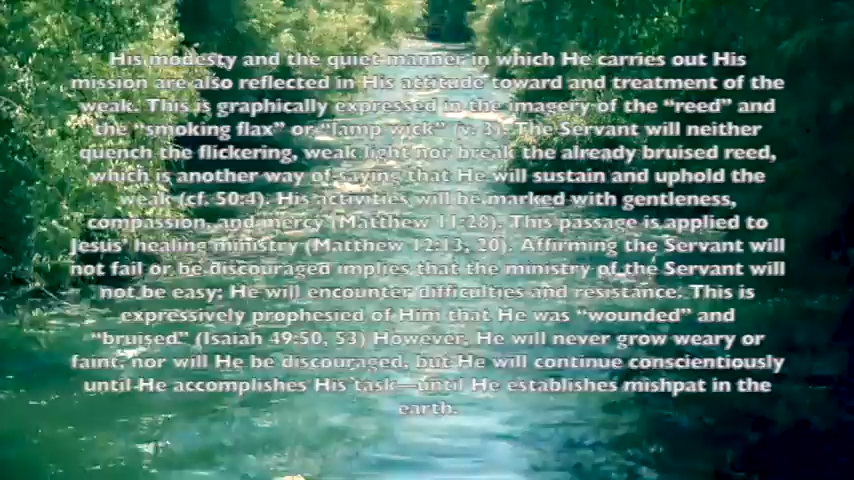 His modesty and the quiet manner in which He carries out His
mission are also reflected in His attitude toward and treatment of the
weak. This is graphically expressed in the imagery of the “reed” and
the “smoking flax” or “lamp wick” (v. 3). The Servant will neither
quench the flickering, weak light nor break the already bruised reed,
which is another way of saying that He will sustain and uphold the
weak (cf. 50:4). His activities will be marked with gentleness,
compassion, and mercy (Matthew 11:28). This passage is applied to
Jesus’ healing ministry (Matthew 12:13, 20). Affirming the Servant will
not fail or be discouraged implies that the ministry of the Servant will
not be easy; He will encounter difficulties and resistance. This is
expressively prophesied of Him that He was “wounded” and
“bruised” (Isaiah 49:50, 53) However, He will never grow weary or
faint, nor will He be discouraged, but He will continue conscientiously
until He accomplishes His task—until He establishes mishpat in the
earth.